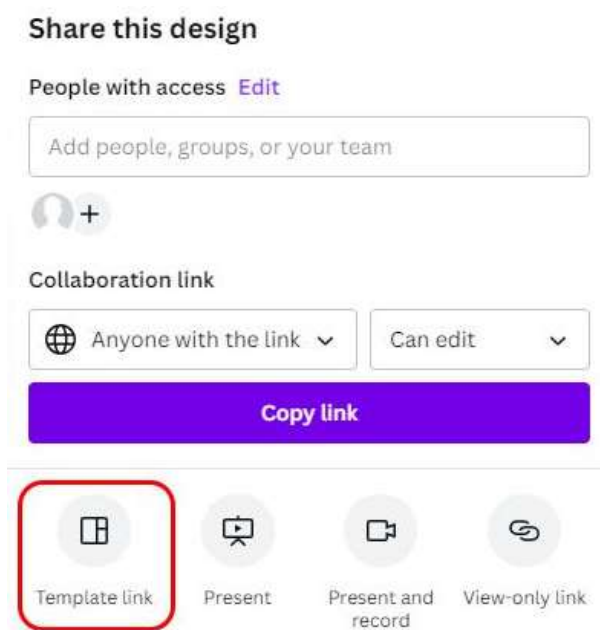 Share this design
People with access Edit
Add people, groups, or your team
+
Collaboration link
Anyone with the link Can edit
Copy link
Template link Present Present and record View-only link